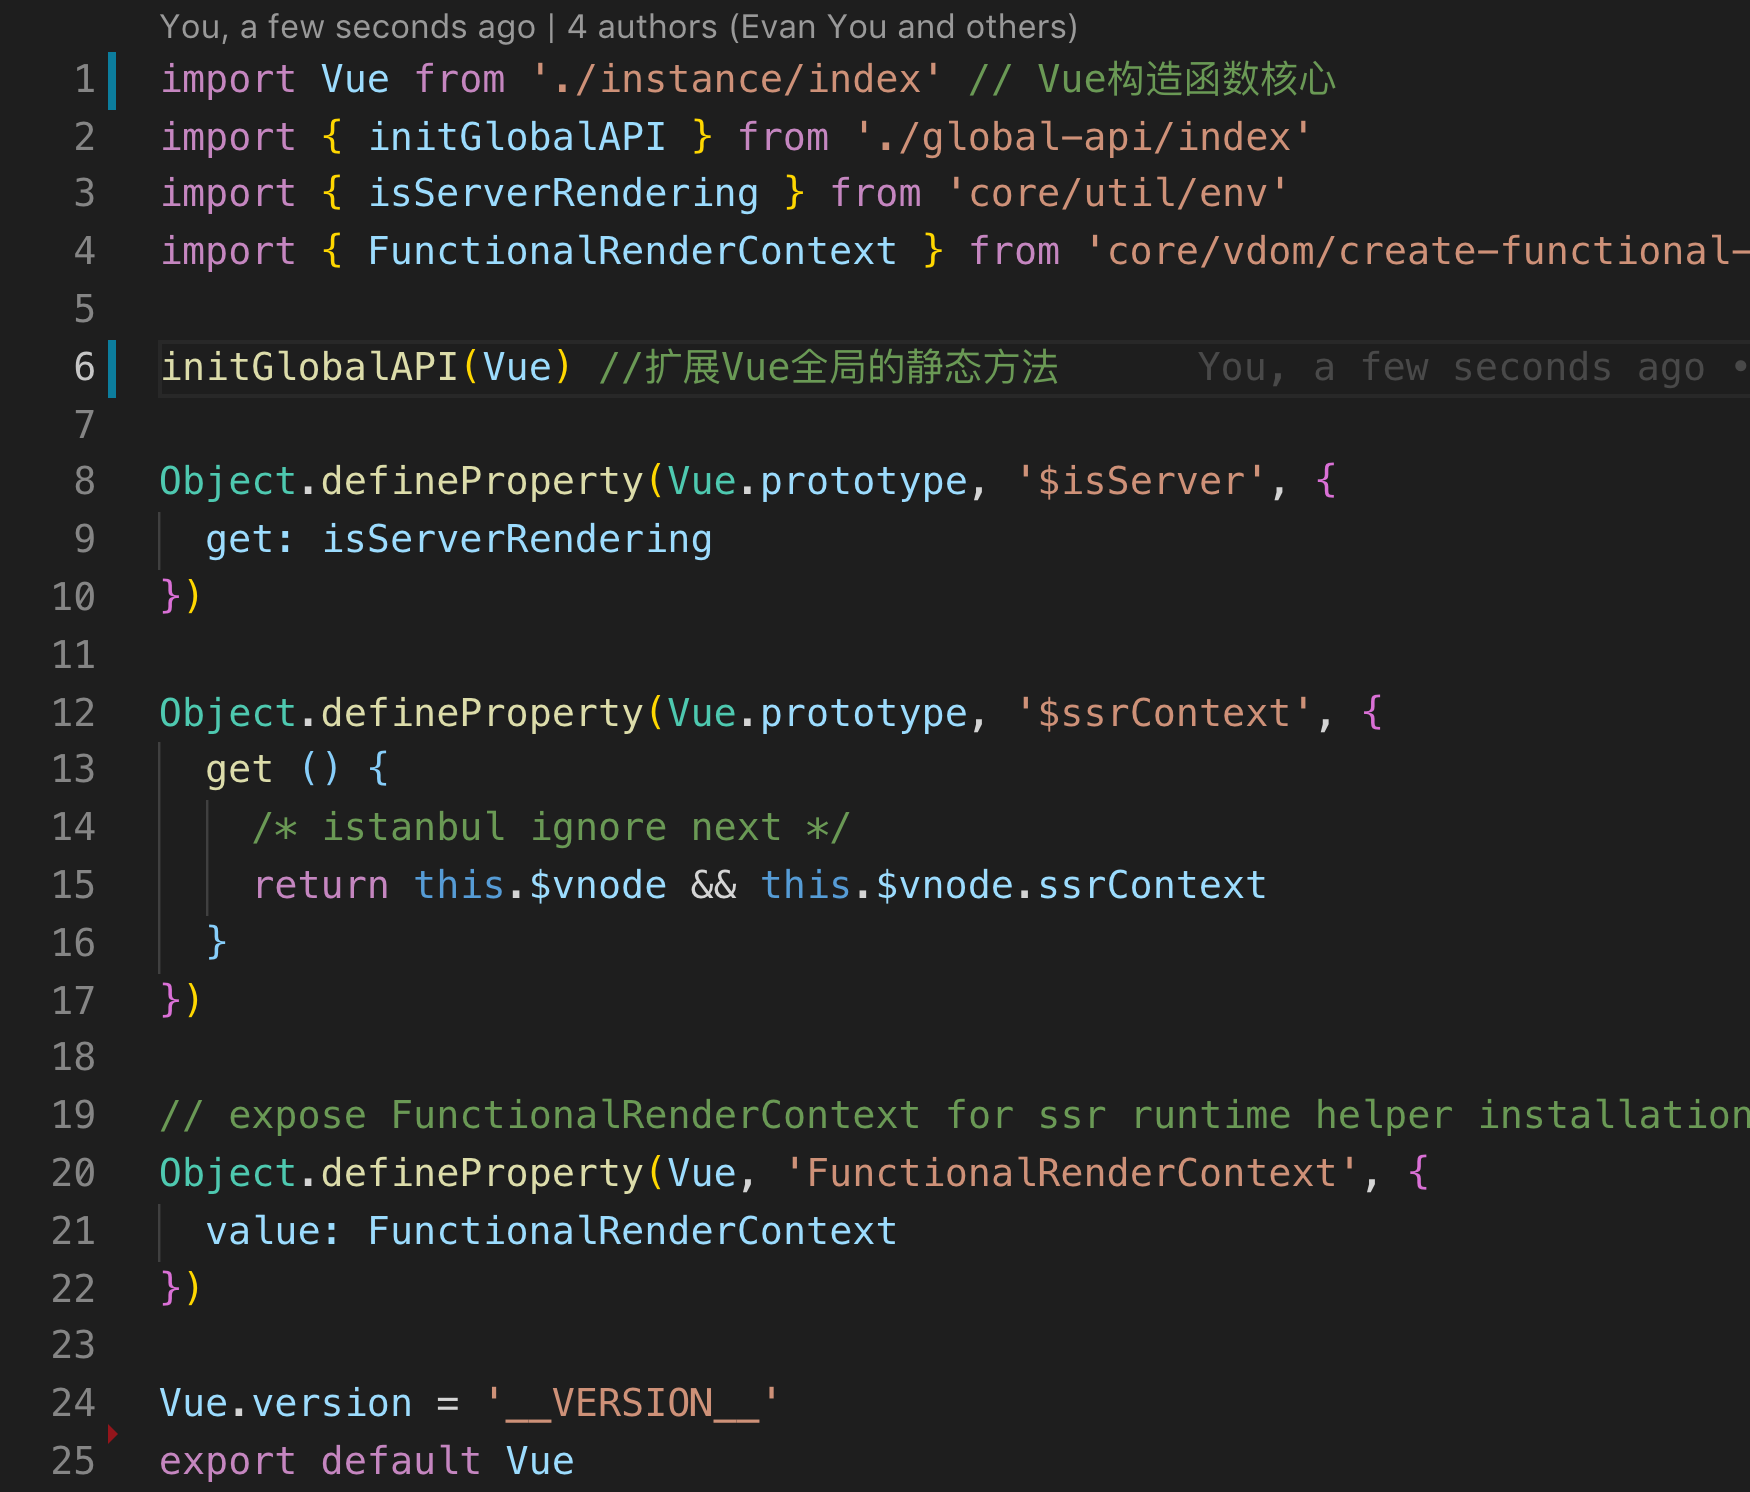 You, a few seconds ago | 4 authors (Evan You and others)
1 import Vue from './instance/index' // Vue构造函数核心
2 import { initGlobalAPI } from './global-api/index'
3 import { isServerRendering } from 'core/util/env'
4 import { FunctionalRenderContext } from 'core/vdom/create-functional-
5
6 initGlobalAPI(Vue) //扩展Vue全局的静态方法 You, a few seconds ago •
7
8 Object.defineProperty(Vue.prototype, '$isServer', {
9   get: isServerRendering
10 })
11
12 Object.defineProperty(Vue.prototype, '$ssrContext', {
13   get () {
14     /* istanbul ignore next */
15     return this.$vnode && this.$vnode.ssrContext
16   }
17 })
18
19 // expose FunctionalRenderContext for ssr runtime helper installation
20 Object.defineProperty(Vue, 'FunctionalRenderContext', {
21   value: FunctionalRenderContext
22 })
23
24 Vue.version = '__VERSION__'
25 export default Vue